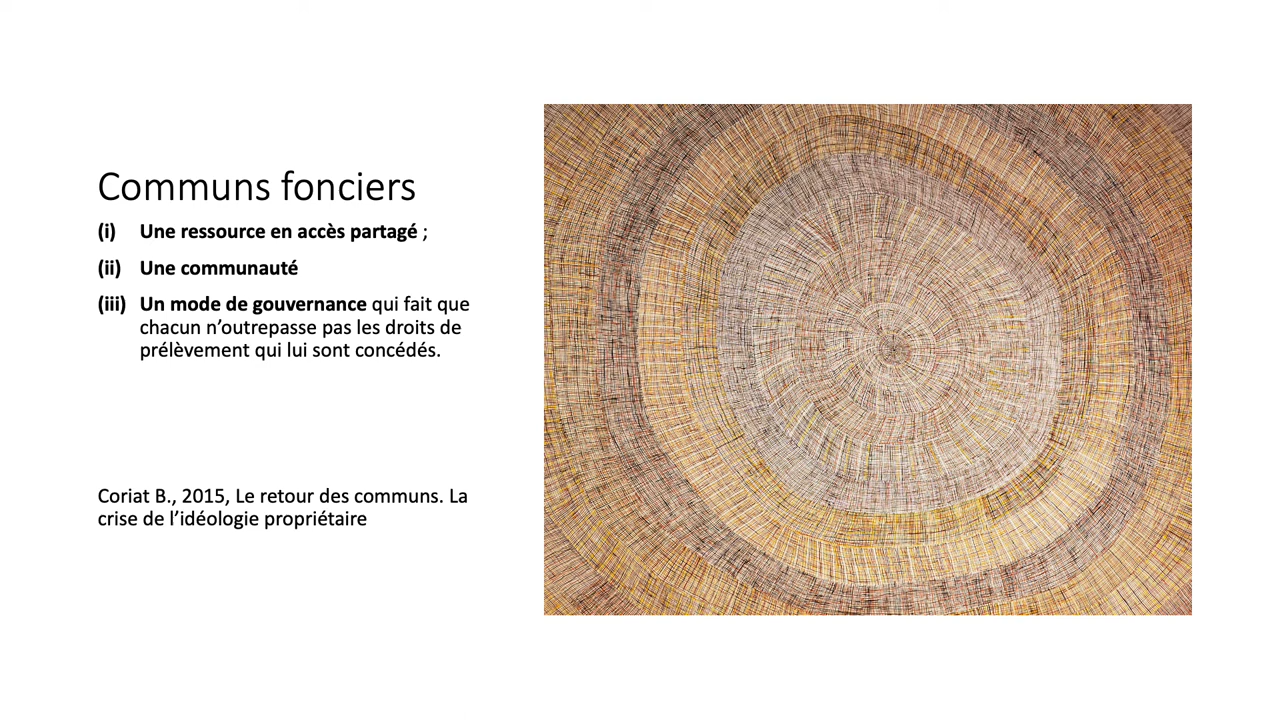 Communs fonciers
(i) Une ressource en accès partagé ;
(ii) Une communauté
(iii) Un mode de gouvernance qui fait que
chacun n’outrepasse pas les droits de
prélèvement qui lui sont concédés.
Coriat B., 2015, Le retour des communs. La
crise de l’idéologie propriétaire